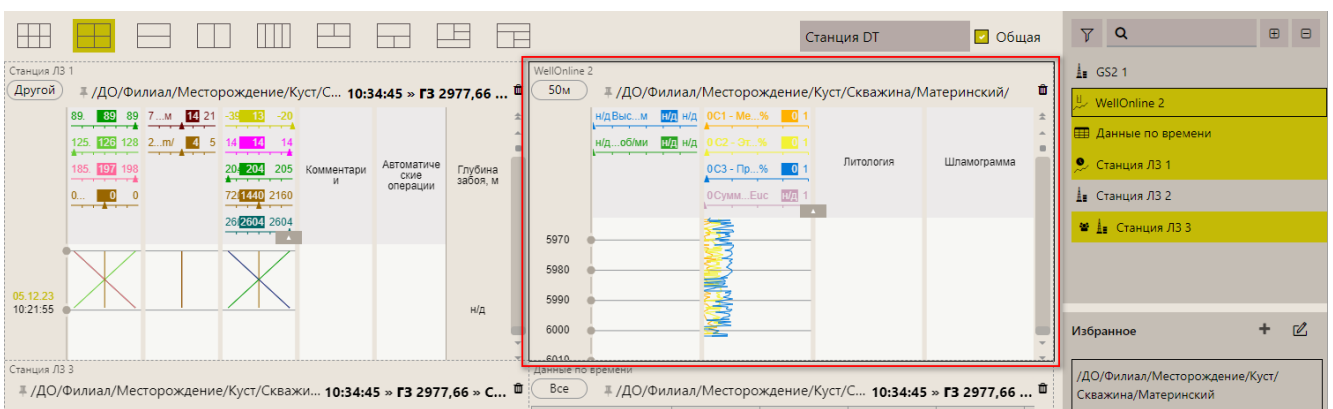 Станция DT
Общая
Станция ЛЗ 1
Другой
/ДО/Филиал/Месторождение/Куст/С... 10:34:45 » ГЗ 2977,66 ...
89. 89 89 7...м 14 21 -39 13 -20
125. 126 128 2...m/ 4 5 14 14 14
185. 197 198 20 204 205
0... 0 0 72 1440 2160
260 2604 2604
Комментари
и
Автоматиче
ские
операции
Глубина
забоя, м
05.12.23
10:21:55
н/д
WellOnline 2
50м
/ДО/Филиал/Месторождение/Куст/Скважина/Материнский/
н/д Выс...м н/д н/д 0C1 - Ме...% 0 1
н/д...об/ми н/д н/д 0C2 - Эт...% 0 1
0C3 - Пр...% 0 1
0Сумм...Euc н/д 1
Литология
Шламограмма
5970
5980
5990
6000
6010
Станция ЛЗ 3
/ДО/Филиал/Месторождение/Куст/Скважи... 10:34:45 » ГЗ 2977,66 » С...
Данные по времени
Все
/ДО/Филиал/Месторождение/Куст/С... 10:34:45 » ГЗ 2977,66 ...
GS2 1
WellOnline 2
Данные по времени
Станция ЛЗ 1
Станция ЛЗ 2
Станция ЛЗ 3
Избранное
/ДО/Филиал/Месторождение/Куст/
Скважина/Материнский